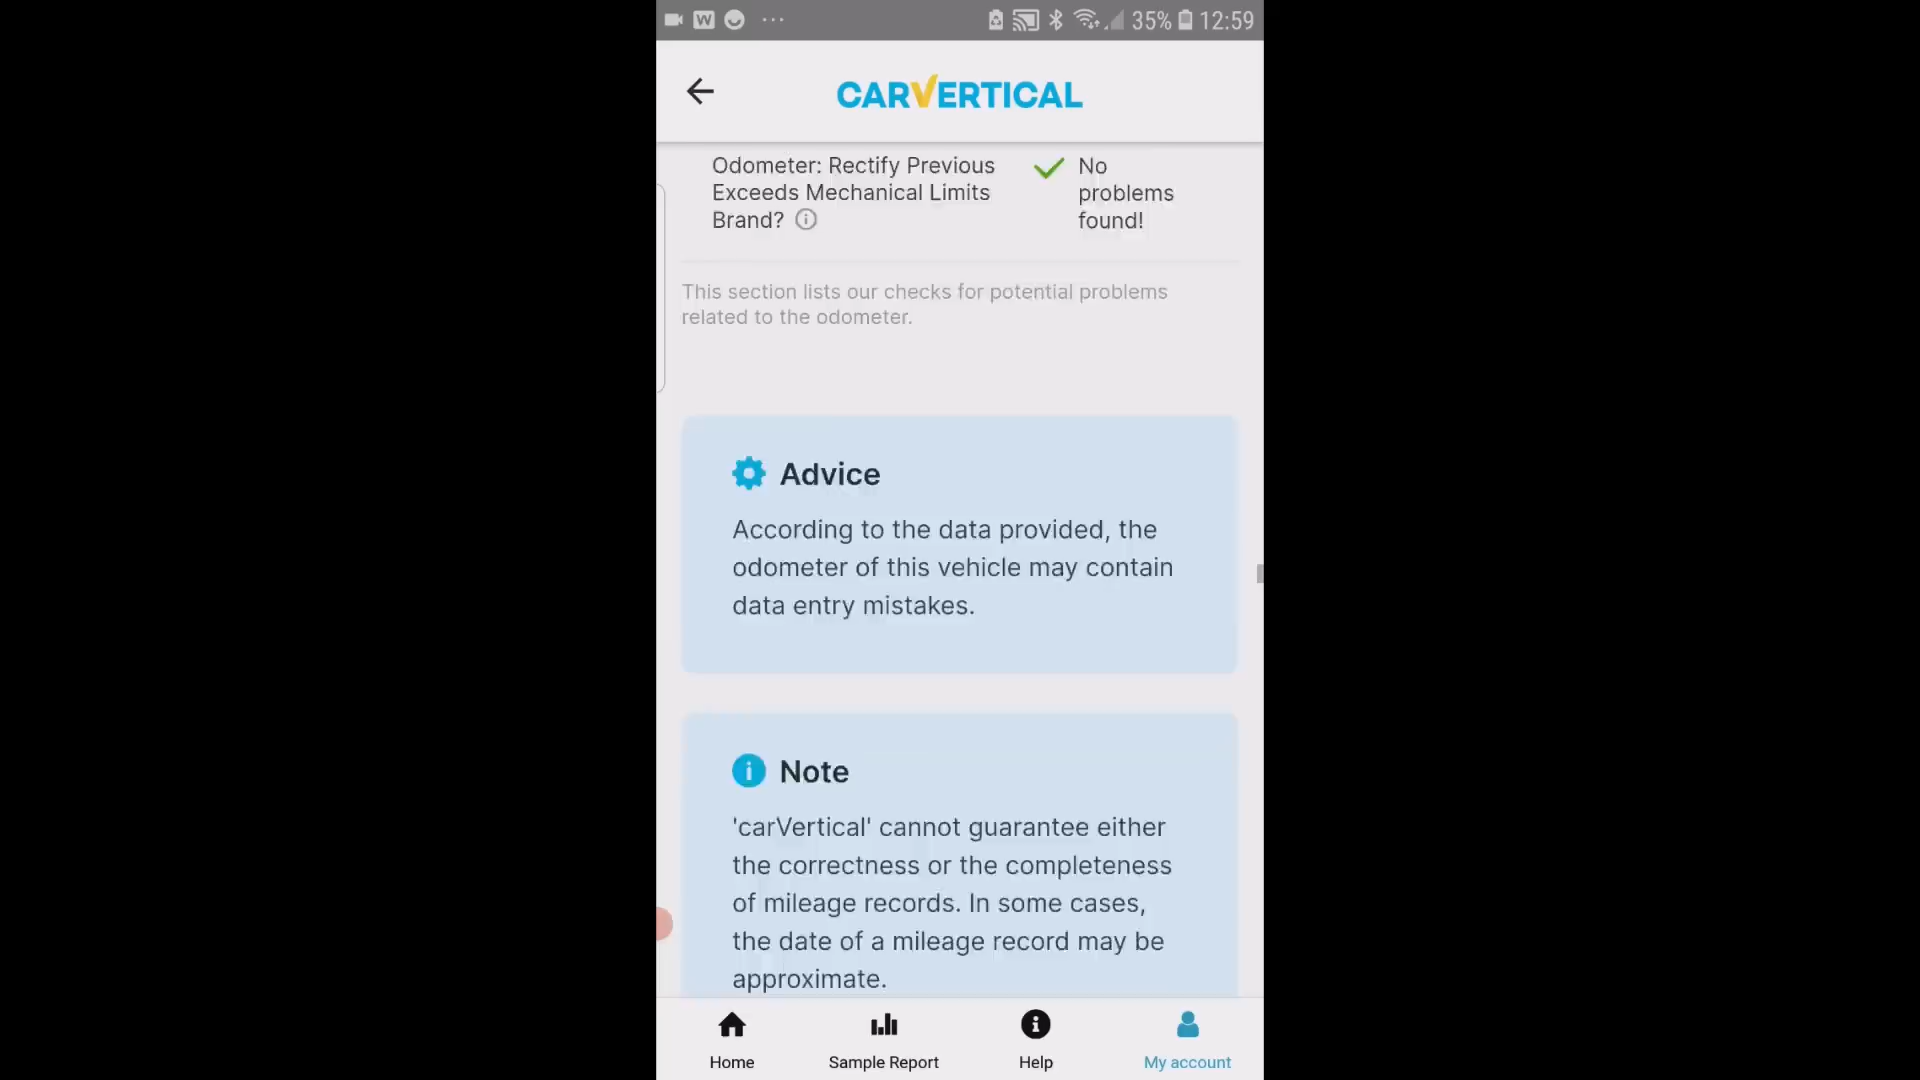 35% 12:59
CARVERTICAL
Odometer: Rectify Previous
Exceeds Mechanical Limits
Brand?
No
problems
found!
This section lists our checks for potential problems
related to the odometer.
Advice
According to the data provided, the
odometer of this vehicle may contain
data entry mistakes.
Note
'carVertical' cannot guarantee either
the correctness or the completeness
of mileage records. In some cases,
the date of a mileage record may be
approximate.
Home
Sample Report
Help
My account